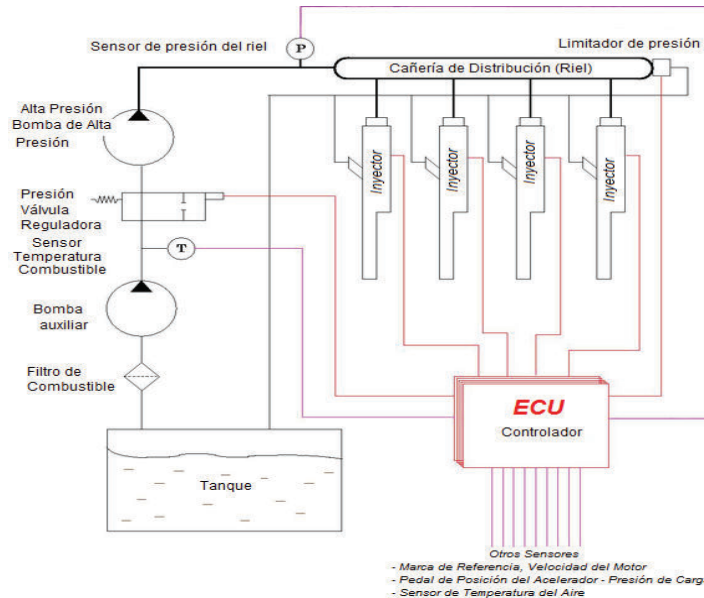 Sensor de presión del riel
P
Limitador de presión
Cañería de Distribución (Riel)
Alta Presión
Bomba de Alta
Presión
Inyector
Inyector
Inyector
Inyector
Presión
Válvula
Reguladora
Sensor
Temperatura
Combustible
T
Bomba
auxiliar
Filtro de
Combustible
ECU
Controlador
Tanque
Otros Sensores
- Marca de Referencia, Velocidad del Motor
- Pedal de Posición del Acelerador - Presión de Carga
- Sensor de Temperatura del Aire